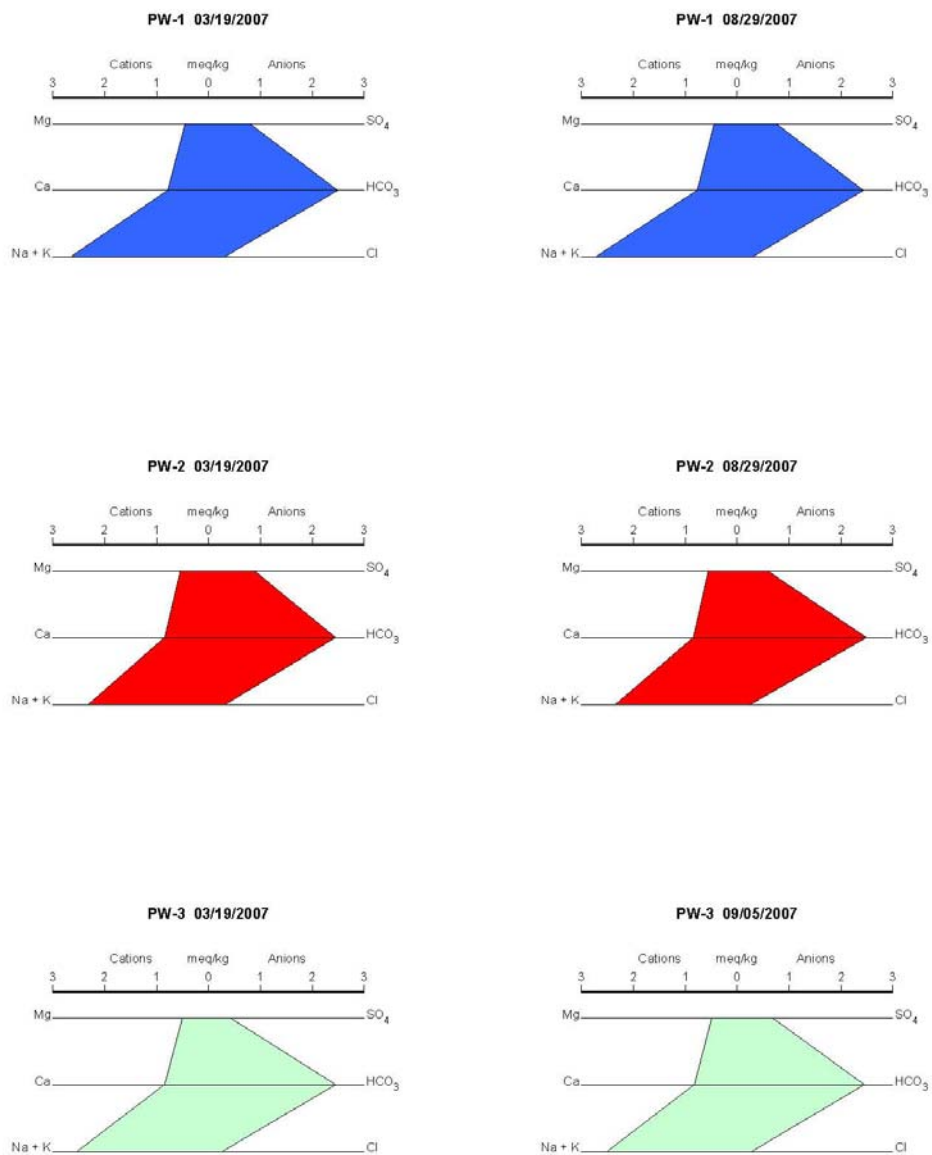 PW-1 03/19/2007
Cations meq/kg Anions
3 2 1 0 1 2 3
Mg SO4
Ca HCO3
Na + K Cl
PW-1 08/29/2007
Cations meq/kg Anions
3 2 1 0 1 2 3
Mg SO4
Ca HCO3
Na + K Cl
PW-2 03/19/2007
Cations meq/kg Anions
3 2 1 0 1 2 3
Mg SO4
Ca HCO3
Na + K Cl
PW-2 08/29/2007
Cations meq/kg Anions
3 2 1 0 1 2 3
Mg SO4
Ca HCO3
Na + K Cl
PW-3 03/19/2007
Cations meq/kg Anions
3 2 1 0 1 2 3
Mg SO4
Ca HCO3
Na + K Cl
PW-3 09/05/2007
Cations meq/kg Anions
3 2 1 0 1 2 3
Mg SO4
Ca HCO3
Na + K Cl